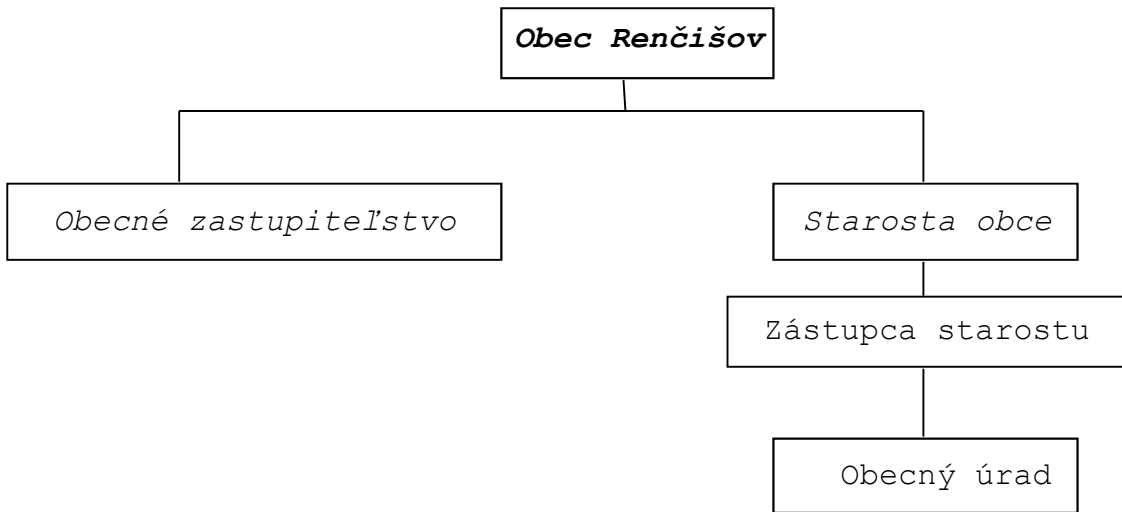 Obec Renčišov
Obecné zastupiteľstvo
Starosta obce
Zástupca starostu
Obecný úrad